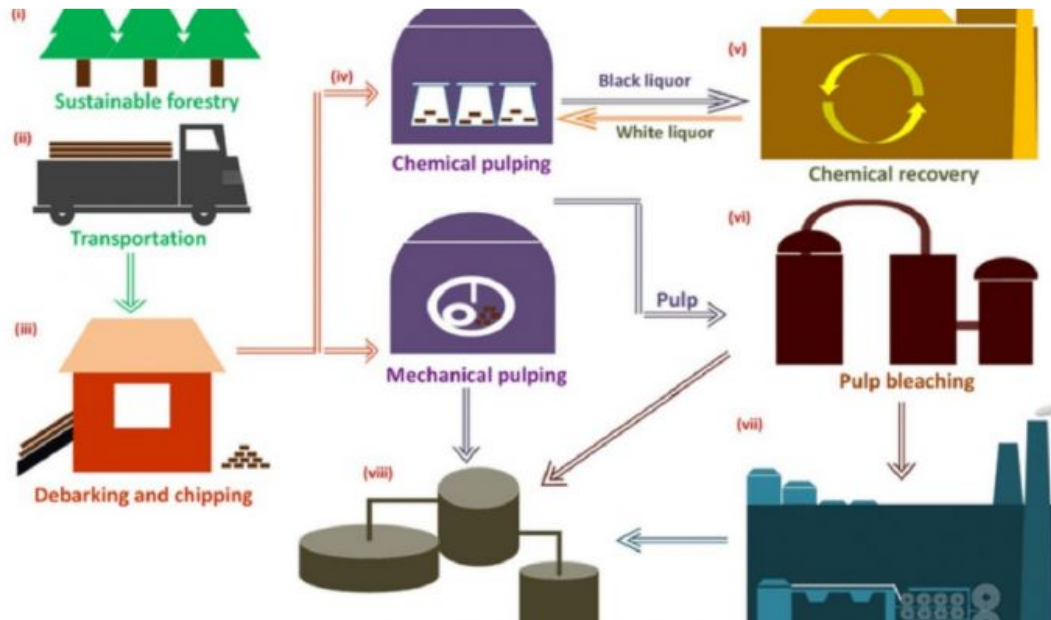 (i)
Sustainable forestry
(ii)
Transportation
(iii)
Debarking and chipping
(iv)
Chemical pulping
Black liquor
White liquor
(v)
Chemical recovery
Mechanical pulping
Pulp
(vi)
Pulp bleaching
(vii)
(viii)